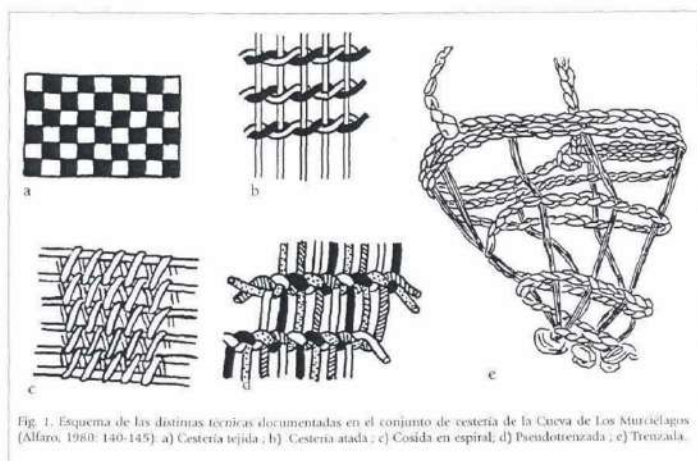 a
b
c
d
e
Fig. 1. Esquema de las distintas técnicas documentadas en el conjunto de cestería de la Cueva de Los Murciélagos
(Alfaro, 1980: 140-145): a) Cestería tejida ; b) Cestería atada ; c) Cosida en espiral; d) Pseudotrenzada ; e) Trenzada.